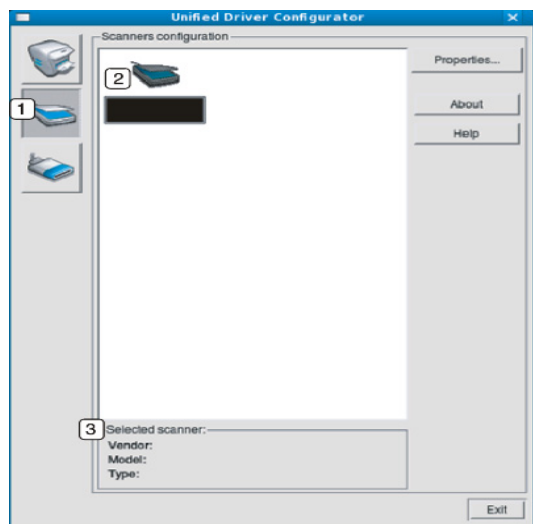 Unified Driver Configurator
Scanners configuration
Properties...
2
1
About
Help
3
Selected scanner:
Vendor:
Model:
Type:
Exit